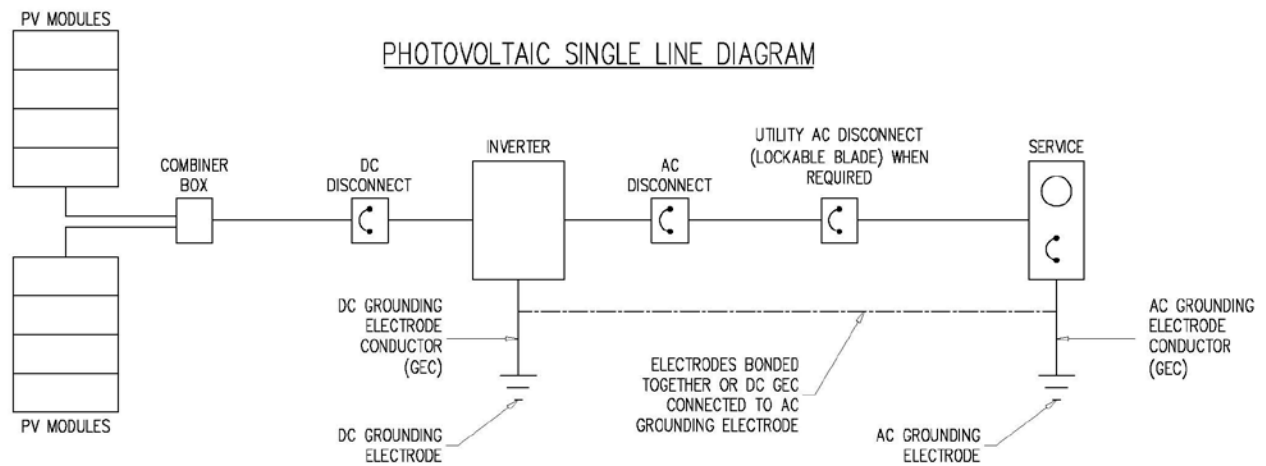 PV MODULES
PHOTOVOLTAIC SINGLE LINE DIAGRAM
COMBINER
BOX
DC
DISCONNECT
INVERTER
AC
DISCONNECT
UTILITY AC DISCONNECT
(LOCKABLE BLADE) WHEN
REQUIRED
SERVICE
PV MODULES
DC GROUNDING
ELECTRODE
CONDUCTOR
(GEC)
ELECTRODES BONDED
TOGETHER OR DC GEC
CONNECTED TO AC
GROUNDING ELECTRODE
AC GROUNDING
ELECTRODE
CONDUCTOR
(GEC)
DC GROUNDING
ELECTRODE
AC GROUNDING
ELECTRODE